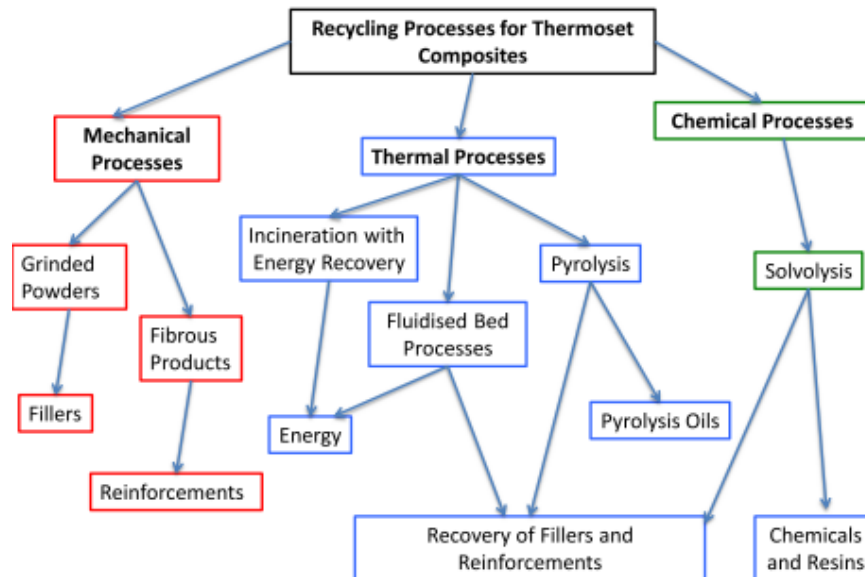 Recycling Processes for Thermoset
Composites
Mechanical
Processes
Thermal Processes
Chemical Processes
Incineration with
Energy Recovery
Pyrolysis
Solvolysis
Grinded
Powders
Fibrous
Products
Fluidised Bed
Processes
Fillers
Energy
Pyrolysis Oils
Reinforcements
Recovery of Fillers and
Reinforcements
Chemicals
and Resins